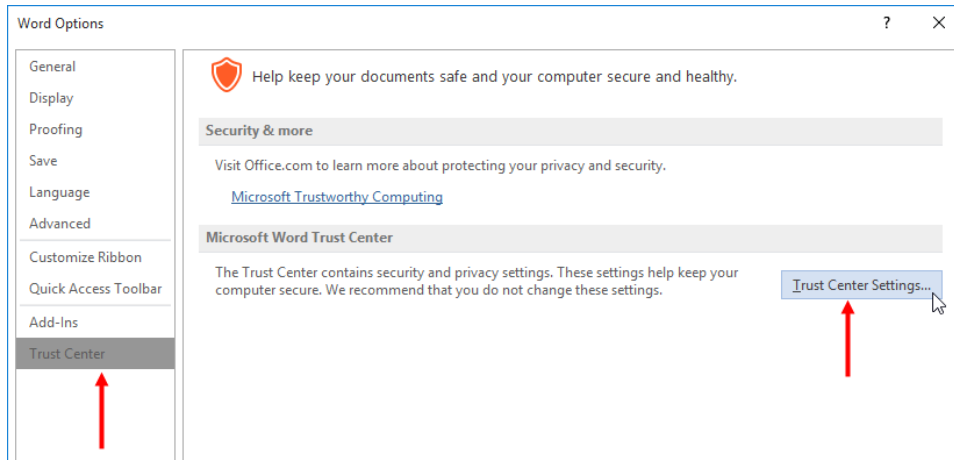 Word Options
?
General
Display
Proofing
Save
Language
Advanced
Customize Ribbon
Quick Access Toolbar
Add-Ins
Trust Center
Help keep your documents safe and your computer secure and healthy.
Security & more
Visit Office.com to learn more about protecting your privacy and security.
Microsoft Trustworthy Computing
Microsoft Word Trust Center
The Trust Center contains security and privacy settings. These settings help keep your
computer secure. We recommend that you do not change these settings.
Trust Center Settings...